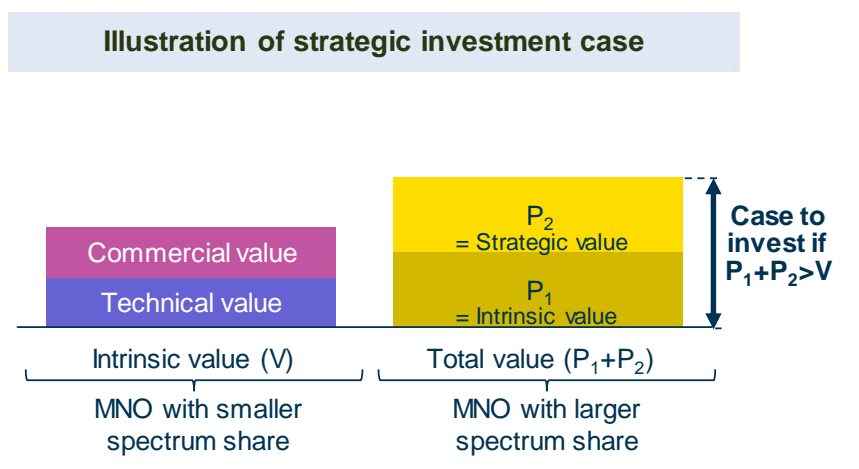 Illustration of strategic investment case
Commercial value
Technical value
P₂
= Strategic value
P₁
= Intrinsic value
Case to
invest if
P₁+P₂>V
Intrinsic value (V)
Total value (P₁+P₂)
MNO with smaller
spectrum share
MNO with larger
spectrum share